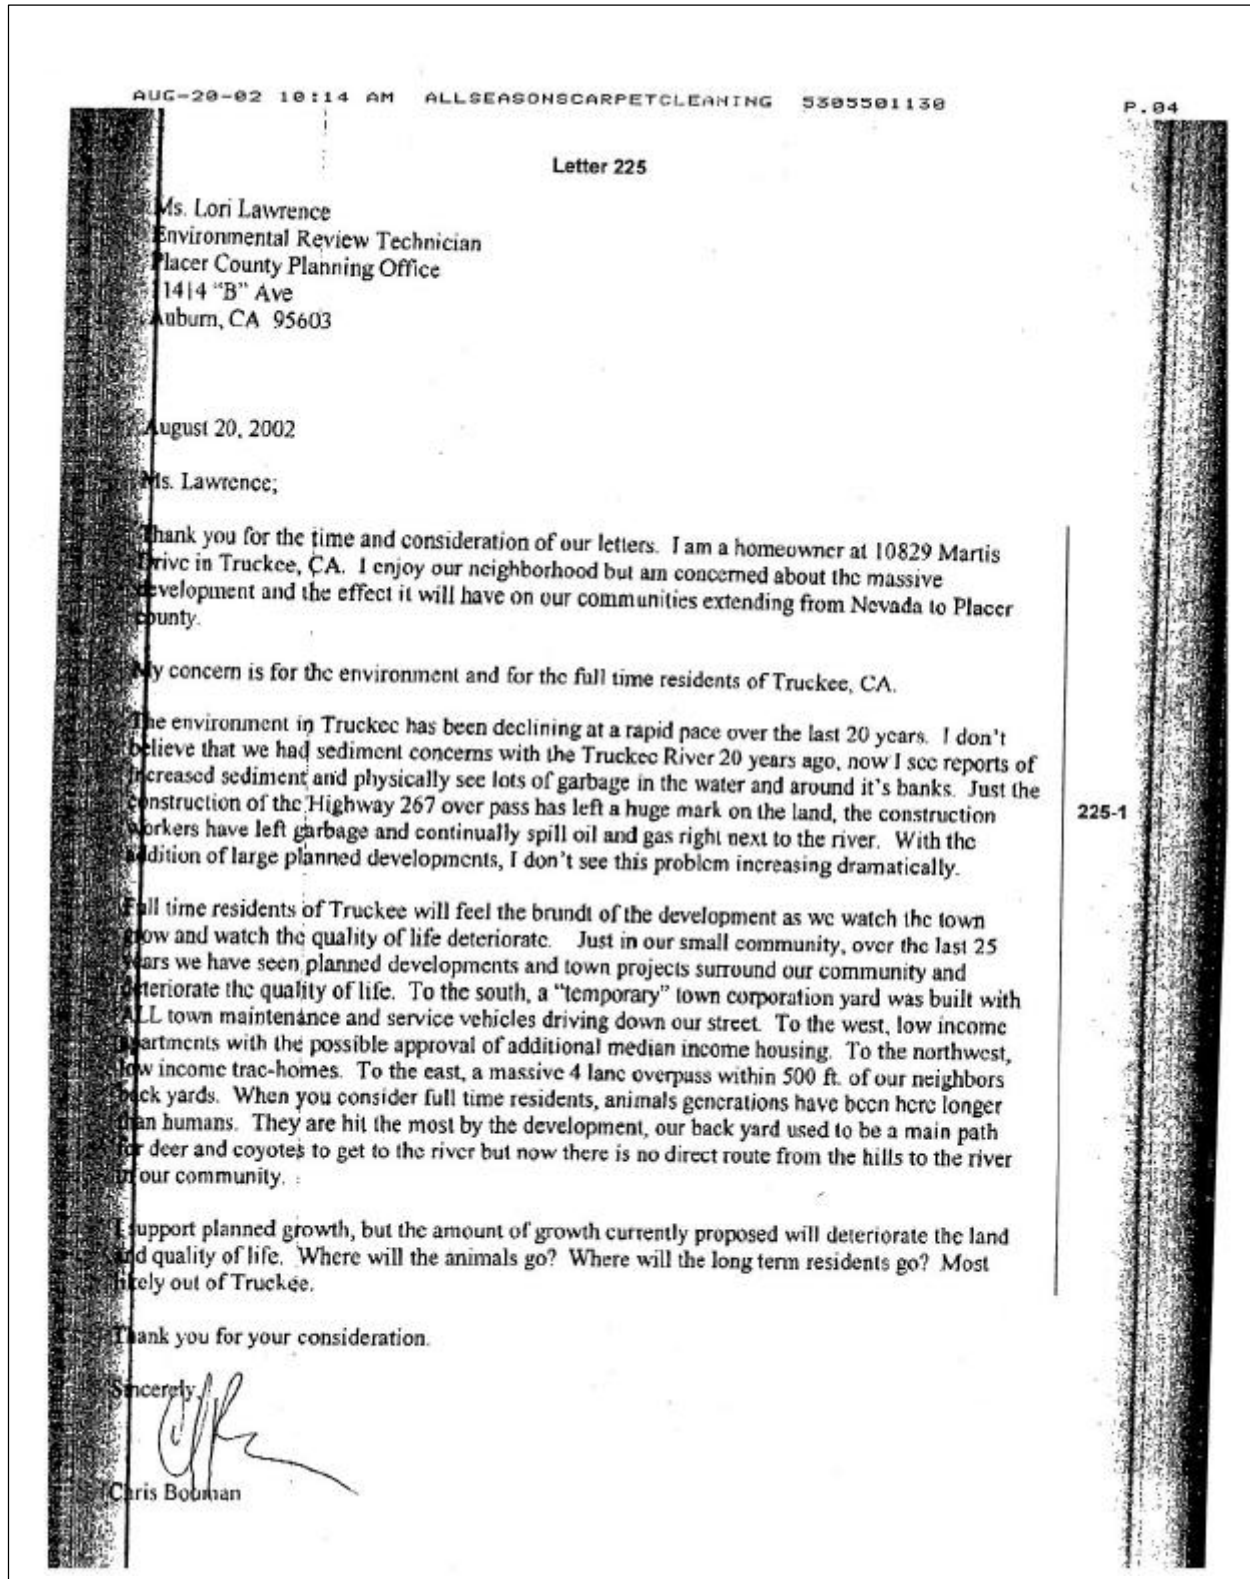 AUG-20-02 10:14 AM ALLSEASONSCARPETCLEANING 5305501130 P.04
Letter 225
Ms. Lori Lawrence
Environmental Review Technician
Placer County Planning Office
11414 “B” Ave
Auburn, CA 95603
August 20, 2002
Ms. Lawrence;
Thank you for the time and consideration of our letters. I am a homeowner at 10829 Martis
Drive in Truckee, CA. I enjoy our neighborhood but am concerned about the massive
development and the effect it will have on our communities extending from Nevada to Placer
county.
My concern is for the environment and for the full time residents of Truckee, CA.
The environment in Truckee has been declining at a rapid pace over the last 20 years. I don't
believe that we had sediment concerns with the Truckee River 20 years ago, now I see reports of
increased sediment and physically see lots of garbage in the water and around it's banks. Just the
construction of the Highway 267 over pass has left a huge mark on the land, the construction
workers have left garbage and continually spill oil and gas right next to the river. With the
addition of large planned developments, I don't see this problem increasing dramatically.
225-1
Full time residents of Truckee will feel the brundt of the development as we watch the town
grow and watch the quality of life deteriorate. Just in our small community, over the last 25
years we have seen planned developments and town projects surround our community and
deteriorate the quality of life. To the south, a “temporary” town corporation yard was built with
ALL town maintenance and service vehicles driving down our street. To the west, low income
apartments with the possible approval of additional median income housing. To the northwest,
low income trac-homes. To the east, a massive 4 lane overpass within 500 ft. of our neighbors
back yards. When you consider full time residents, animals generations have been here longer
than humans. They are hit the most by the development, our back yard used to be a main path
for deer and coyotes to get to the river but now there is no direct route from the hills to the river
in our community.
I support planned growth, but the amount of growth currently proposed will deteriorate the land
and quality of life. Where will the animals go? Where will the long term residents go? Most
likely out of Truckee.
Thank you for your consideration.
Sincerely,
Chris